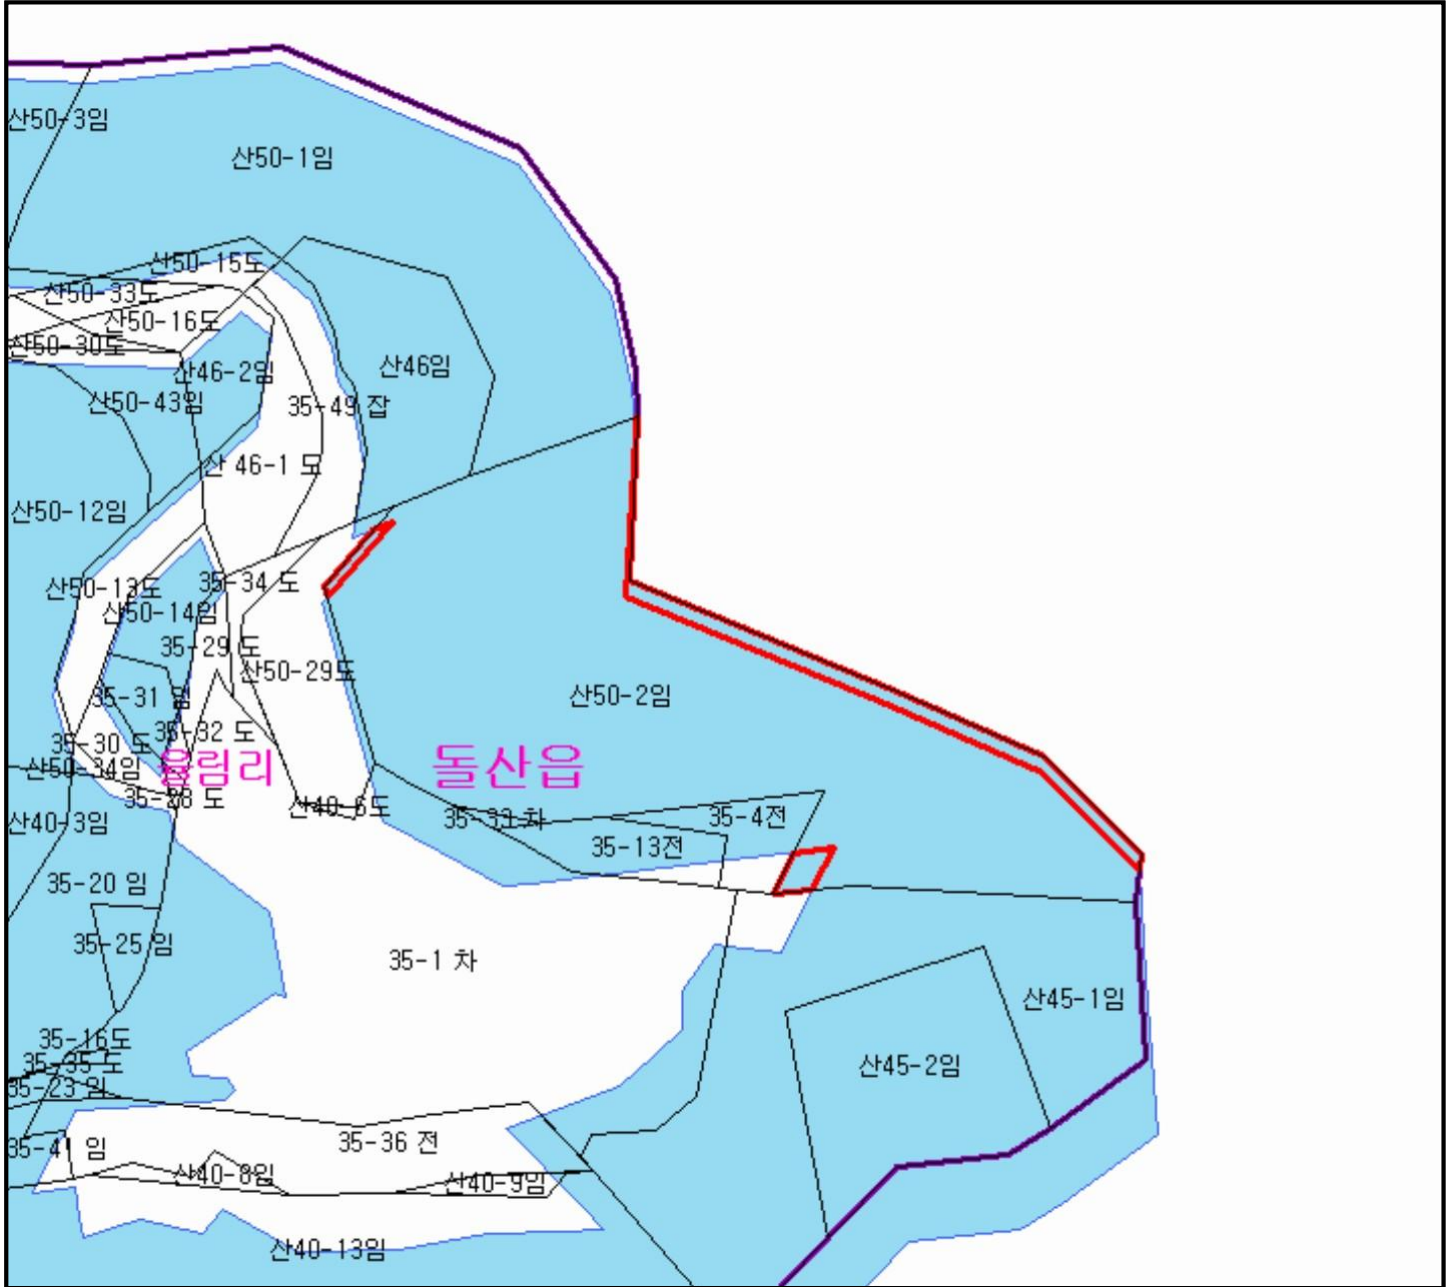 산50-3임
산50-1임
산50-15도
산50-33도
산50-16도
산50-30도
산46-2임
산46임
산50-43임
35-49 잡
산 46-1 도
산50-12임
산50-13도
35-34 도
산50-14임
35-29 도
산50-29도
35-31 임
산50-2임
35-32 도
35-30 도
율림리
돌산읍
산50-34임
35-28 도
산40-6도
산40-3임
35-33 차
35-4전
35-13전
35-20 임
35-25 임
35-1 차
산45-1임
35-16도
35-35 도
산45-2임
35-23 임
35-41 임
35-36 전
산40-8임
산40-9임
산40-13임